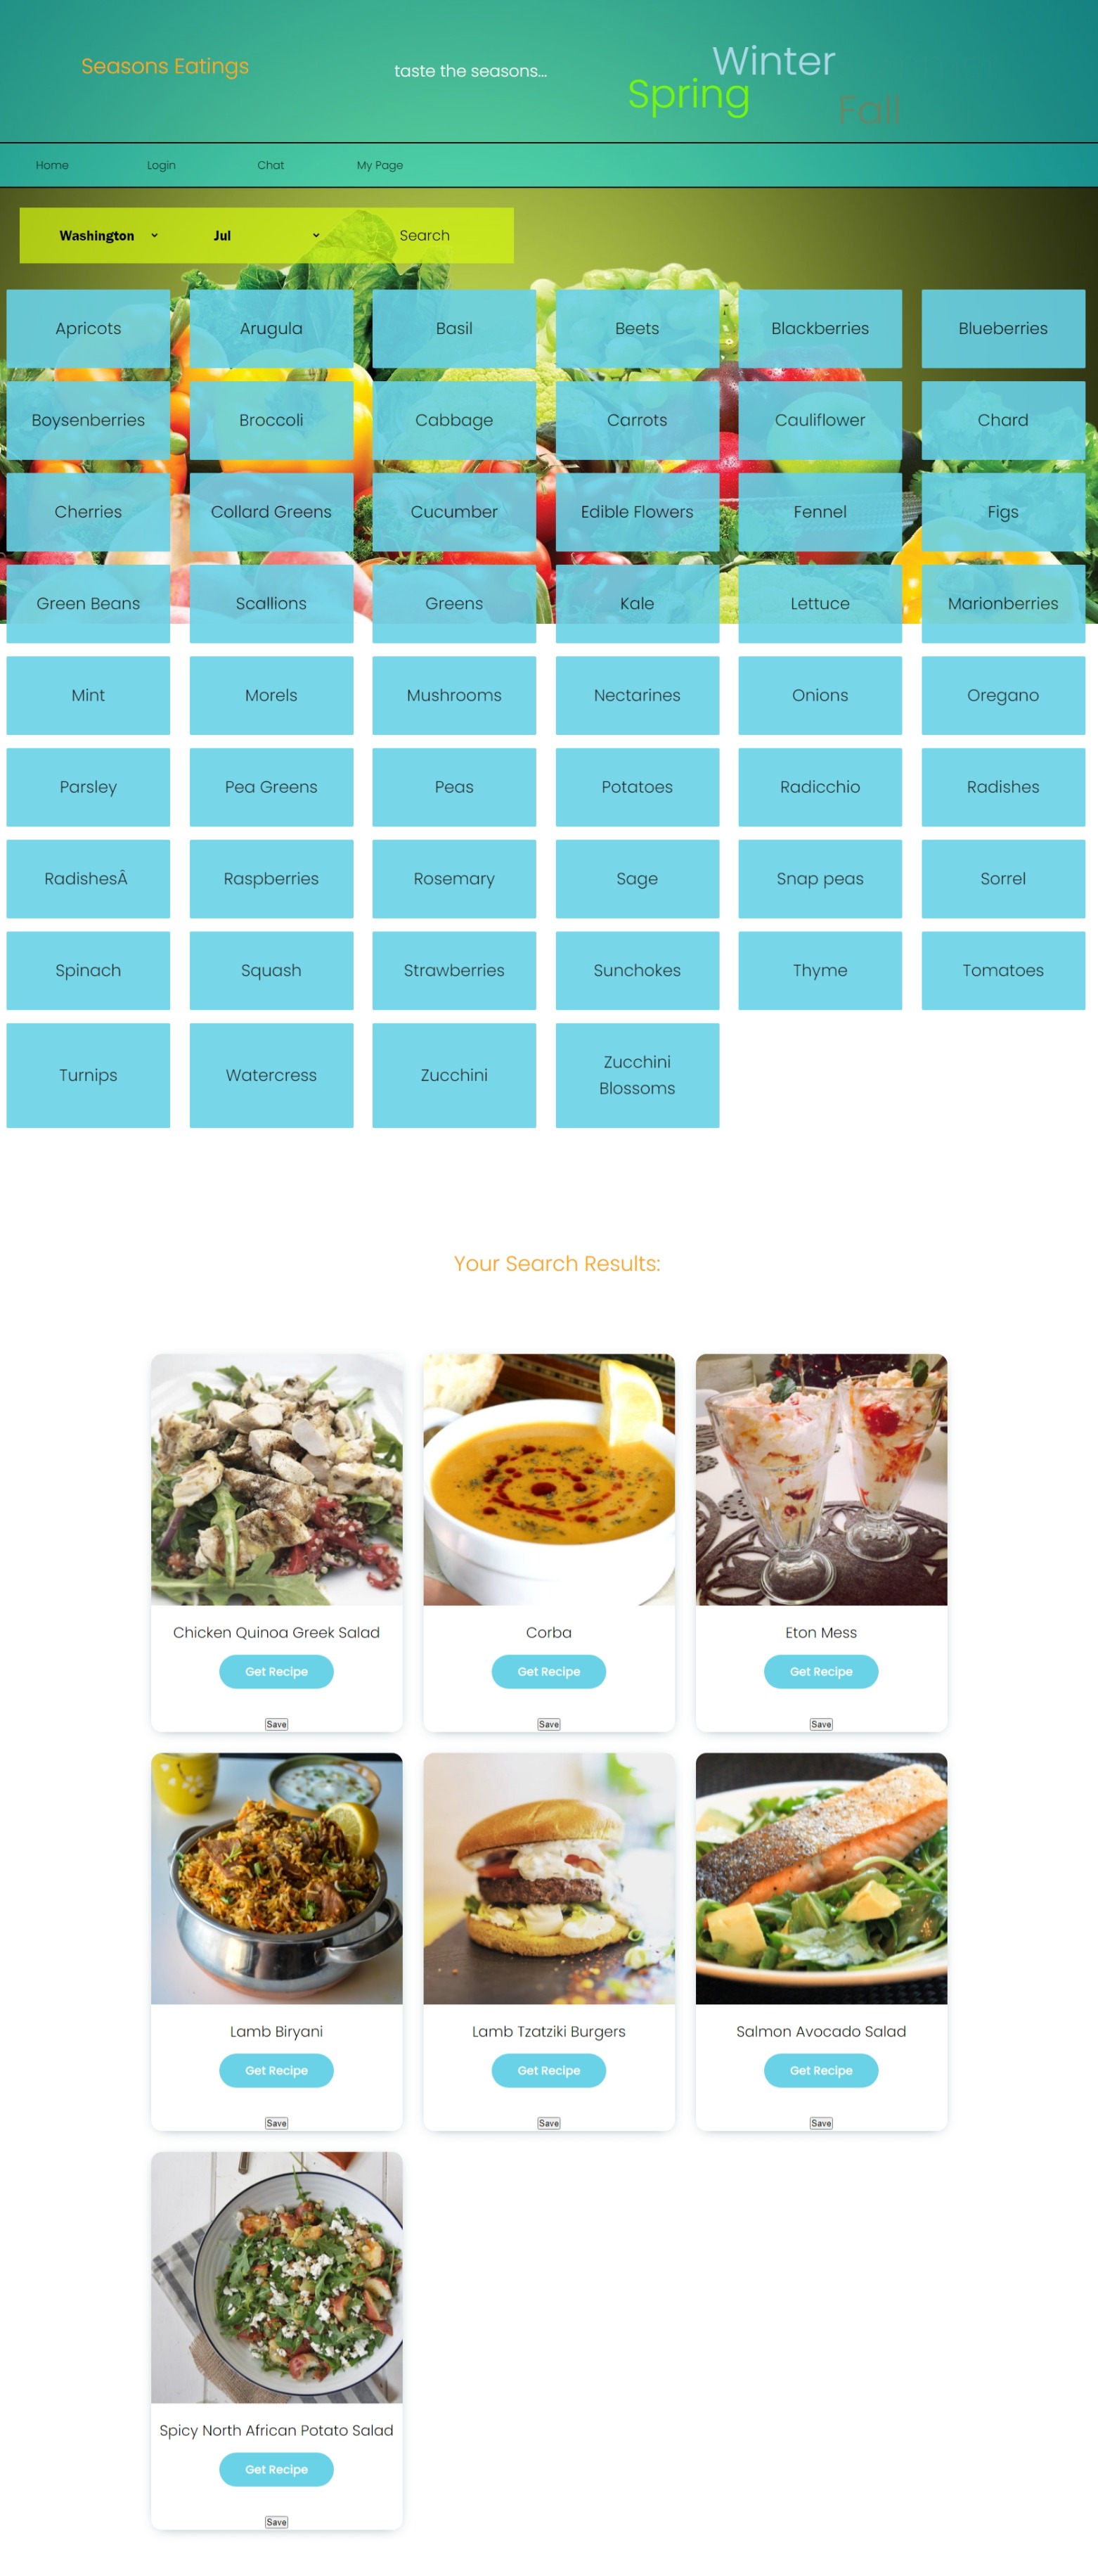 Seasons Eatings
taste the seasons...
Winter
Spring
Fall
Home
Login
Chat
My Page
Washington
Jul
Search
Apricots
Arugula
Basil
Beets
Blackberries
Blueberries
Boysenberries
Broccoli
Cabbage
Carrots
Cauliflower
Chard
Cherries
Collard Greens
Cucumber
Edible Flowers
Fennel
Figs
Green Beans
Scallions
Greens
Kale
Lettuce
Marionberries
Mint
Morels
Mushrooms
Nectarines
Onions
Oregano
Parsley
Pea Greens
Peas
Potatoes
Radicchio
Radishes
RadishesÂ
Raspberries
Rosemary
Sage
Snap peas
Sorrel
Spinach
Squash
Strawberries
Sunchokes
Thyme
Tomatoes
Turnips
Watercress
Zucchini
Zucchini
Blossoms
Your Search Results:
Chicken Quinoa Greek Salad
Get Recipe
Save
Corba
Get Recipe
Save
Eton Mess
Get Recipe
Save
Lamb Biryani
Get Recipe
Save
Lamb Tzatziki Burgers
Get Recipe
Save
Salmon Avocado Salad
Get Recipe
Save
Spicy North African Potato Salad
Get Recipe
Save